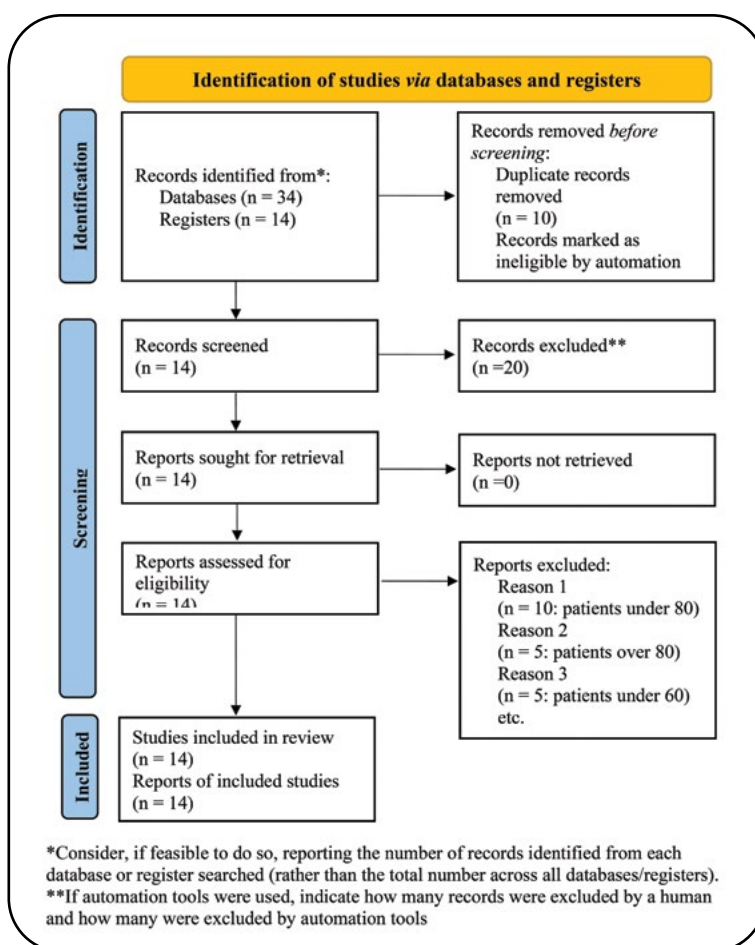 Identification of studies via databases and registers
Identification
Records identified from*:
Databases (n = 34)
Registers (n = 14)
Records removed before
screening:
Duplicate records
removed
(n = 10)
Records marked as
ineligible by automation
Screening
Records screened
(n = 14)
Records excluded**
(n =20)
Reports sought for retrieval
(n = 14)
Reports not retrieved
(n =0)
Reports assessed for
eligibility
(n = 14)
Reports excluded:
Reason 1
(n = 10: patients under 80)
Reason 2
(n = 5: patients over 80)
Reason 3
(n = 5: patients under 60)
etc.
Included
Studies included in review
(n = 14)
Reports of included studies
(n = 14)
*Consider, if feasible to do so, reporting the number of records identified from each
database or register searched (rather than the total number across all databases/registers).
**If automation tools were used, indicate how many records were excluded by a human
and how many were excluded by automation tools